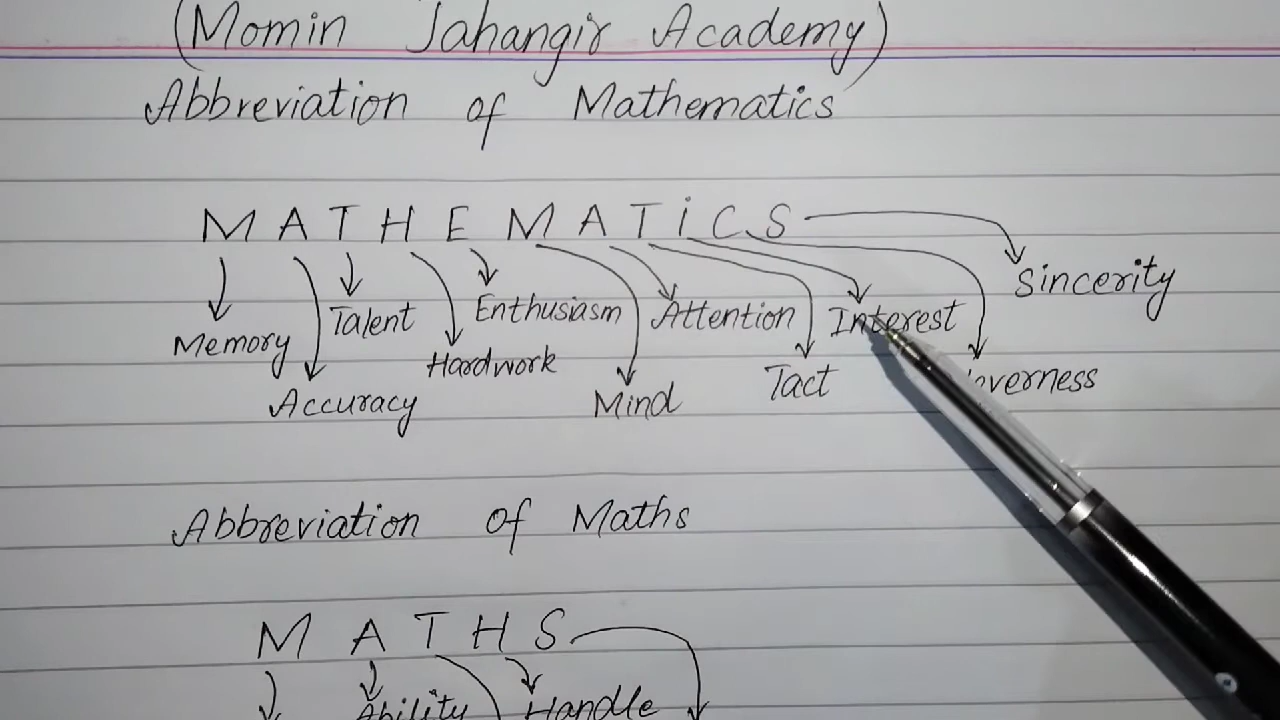 (Momin Jahangir Academy)
Abbreviation of Mathematics
M A T H E M A T i C S
Sincerity
Talent Enthusiasm Attention Interest
Memory Hardwork Tact
Accuracy Mind
Abbreviation of Maths
M A T H S
Ability Handle